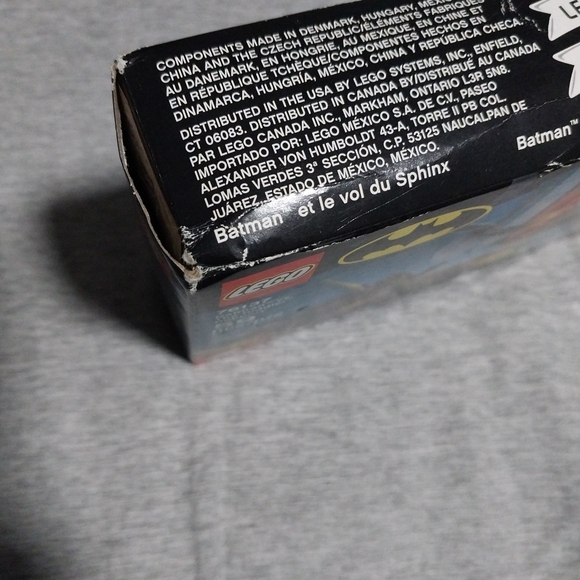 COMPONENTS MADE IN DENMARK, HUNGARY,
CHINA AND THE CZECH REPUBLIC/ÉLÉMENTS FABRIQUÉS
AU DANEMARK, EN HONGRIE, AU MEXIQUE EN CHINE ET
EN RÉPUBLIQUE TCHÈQUE/COMPONENTES HECHOS EN
DINAMARCA, HUNGRÍA, MÉXICO, CHINA Y REPÚBLICA CHECA.
DISTRIBUTED IN THE USA BY LEGO SYSTEMS, INC. ENFIELD,
CT 06083. DISTRIBUTED IN CANADA BY/DISTRIBUÉ AU CANADA
PAR LEGO CANADA INC., MARKHAM, ONTARIO L3R 5N8.
IMPORTADO POR: LEGO MÉXICO S.A. DE C.V., PASEO
ALEXANDER VON HUMBOLDT 43-A, TORRE II PB COL.
LOMAS VERDES 3ª SECCIÓN, C.P. 53125 NAUCALPAN DE
JUÁREZ, ESTADO DE MÉXICO, MÉXICO.
Batman™ et le vol du Sphinx
Batman™
LEGO